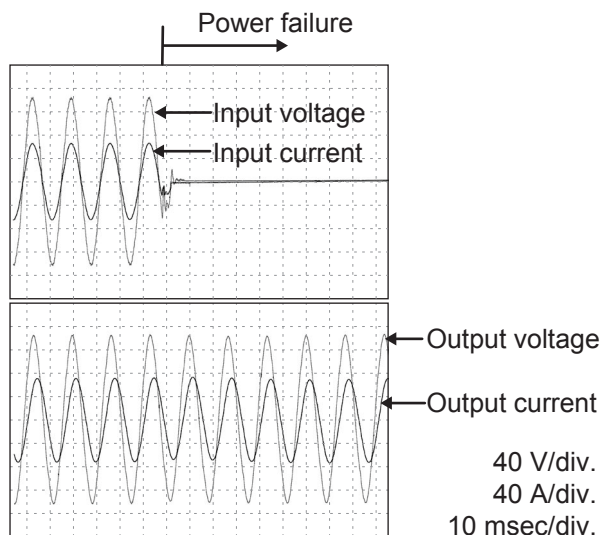 Power failure
Input voltage
Input current
Output voltage
Output current
40 V/div.
40 A/div.
10 msec/div.